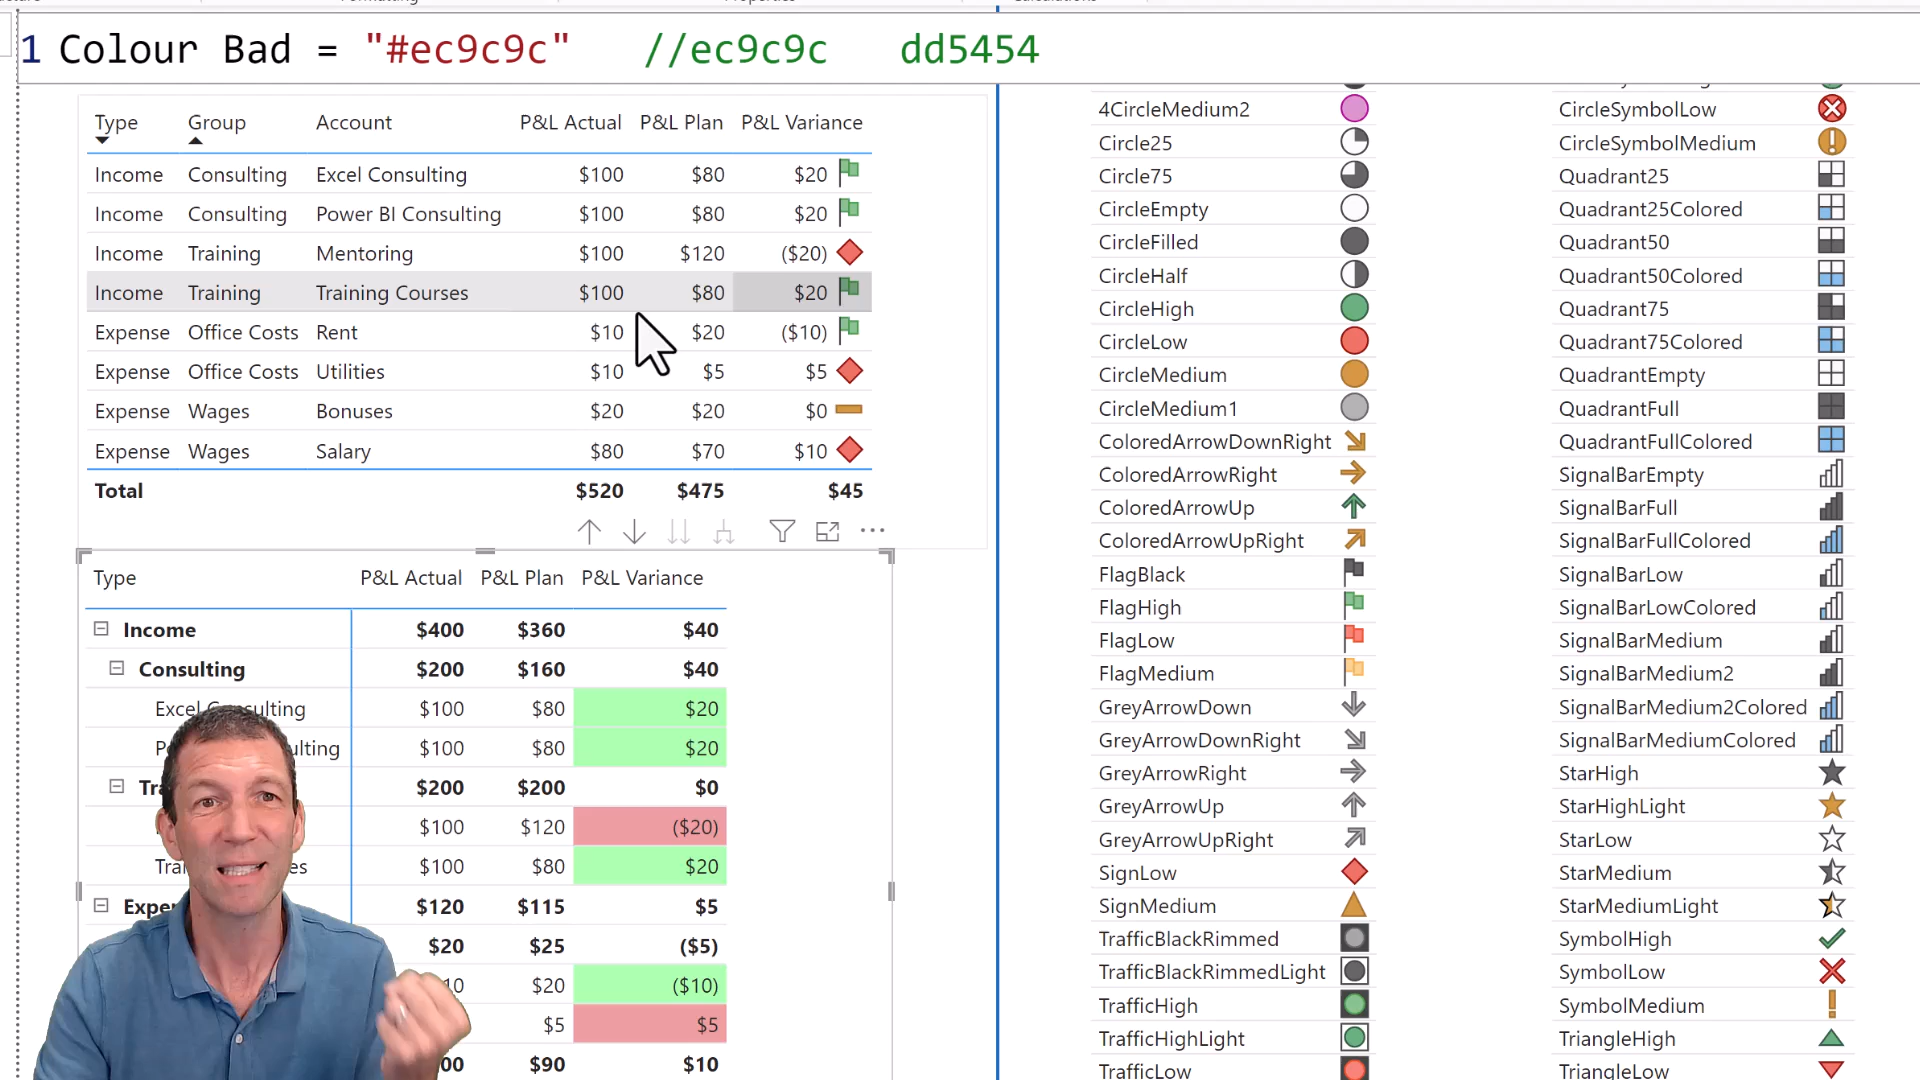 1 Colour Bad = "#ec9c9c" //ec9c9c dd5454
Type Group Account P&L Actual P&L Plan P&L Variance
Income Consulting Excel Consulting $100 $80 $20
Income Consulting Power BI Consulting $100 $80 $20
Income Training Mentoring $100 $120 ($20)
Income Training Training Courses $100 $80 $20
Expense Office Costs Rent $10 $20 ($10)
Expense Office Costs Utilities $10 $5 $5
Expense Wages Bonuses $20 $20 $0
Expense Wages Salary $80 $70 $10
Total $520 $475 $45
Type P&L Actual P&L Plan P&L Variance
Income $400 $360 $40
Consulting $200 $160 $40
Excel Consulting $100 $80 $20
$100 $80 $20
$200 $200 $0
$100 $120 ($20)
$100 $80 $20
$120 $115 $5
$20 $25 ($5)
$20 ($10)
$5 $5
$90 $10
4CircleMedium2
Circle25
Circle75
CircleEmpty
CircleFilled
CircleHalf
CircleHigh
CircleLow
CircleMedium
CircleMedium1
ColoredArrowDownRight
ColoredArrowRight
ColoredArrowUp
ColoredArrowUpRight
FlagBlack
FlagHigh
FlagLow
FlagMedium
GreyArrowDown
GreyArrowDownRight
GreyArrowRight
GreyArrowUp
GreyArrowUpRight
SignLow
SignMedium
TrafficBlackRimmed
TrafficBlackRimmedLight
TrafficHigh
TrafficHighLight
TrafficLow
CircleSymbolLow
CircleSymbolMedium
Quadrant25
Quadrant25Colored
Quadrant50
Quadrant50Colored
Quadrant75
Quadrant75Colored
QuadrantEmpty
QuadrantFull
QuadrantFullColored
SignalBarEmpty
SignalBarFull
SignalBarFullColored
SignalBarLow
SignalBarLowColored
SignalBarMedium
SignalBarMedium2
SignalBarMedium2Colored
SignalBarMediumColored
StarHigh
StarHighLight
StarLow
StarMedium
StarMediumLight
SymbolHigh
SymbolLow
SymbolMedium
TriangleHigh
TriangleLow